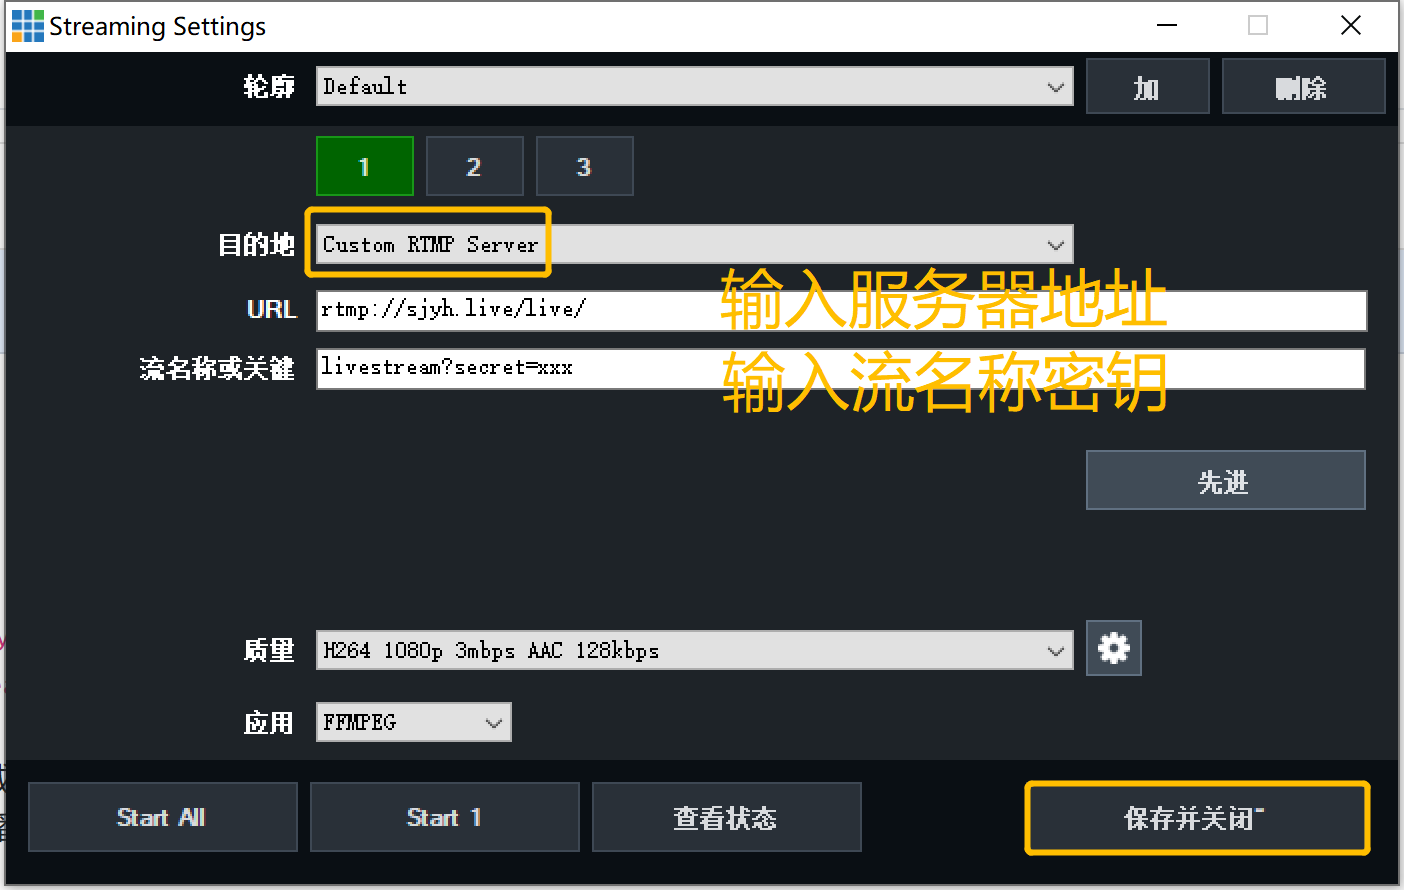 Streaming Settings
轮廓 Default 加 删除
1 2 3
目的地 Custom RTMP Server
URL rtmp://sjyh.live/live/ 输入服务器地址
流名称或关键 livestream?secret=xxx 输入流名称密钥
先进
质量 H264 1080p 3mbps AAC 128kbps
应用 FFMPEG
Start All Start 1 查看状态 保存并关闭